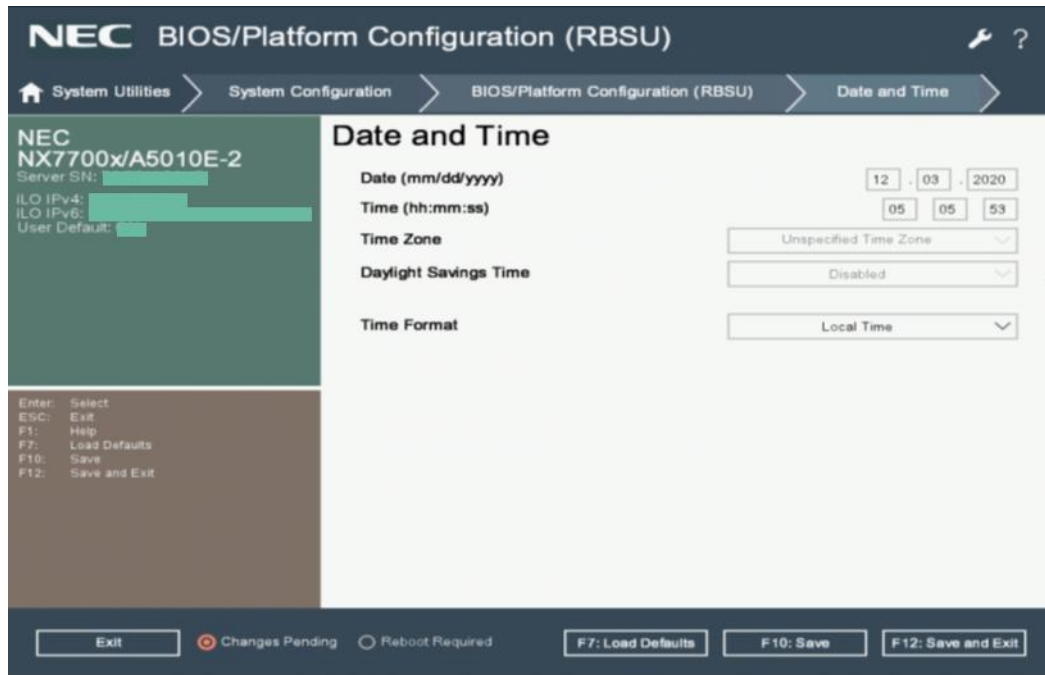 NEC BIOS/Platform Configuration (RBSU) ?
System Utilities System Configuration BIOS/Platform Configuration (RBSU) Date and Time
NEC
NX7700x/A5010E-2
Server SN:
iLO IPv4:
iLO IPv6:
User Default:
Enter: Select
ESC: Exit
F1: Help
F7: Load Defaults
F10: Save
F12: Save and Exit
Date and Time
Date (mm/dd/yyyy) 12 . 03 . 2020
Time (hh:mm:ss) 05 05 53
Time Zone Unspecified Time Zone
Daylight Savings Time Disabled
Time Format Local Time
Exit Changes Pending Reboot Required F7: Load Defaults F10: Save F12: Save and Exit